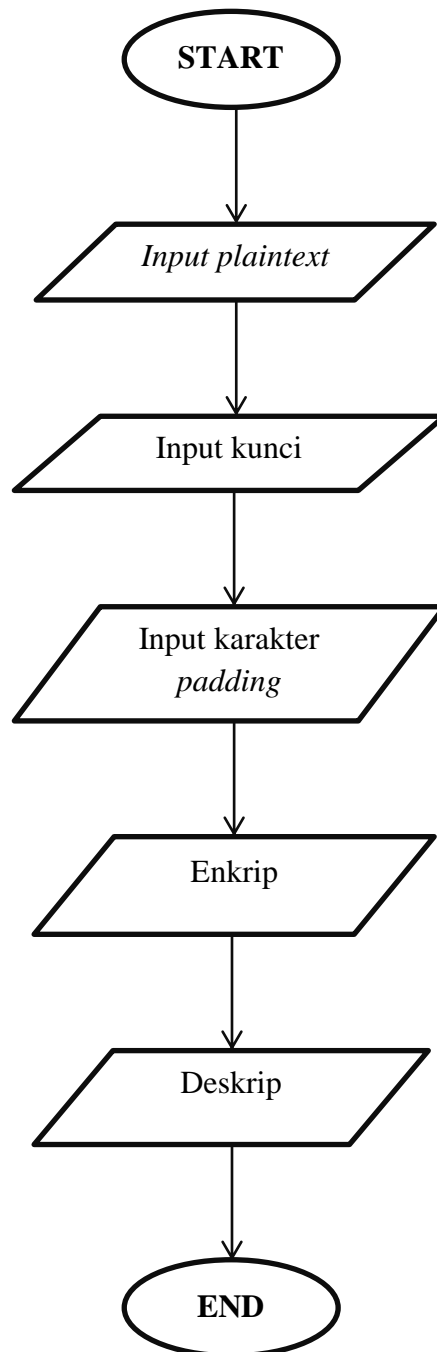 START
Input plaintext
Input kunci
Input karakter
padding
Enkrip
Deskrip
END